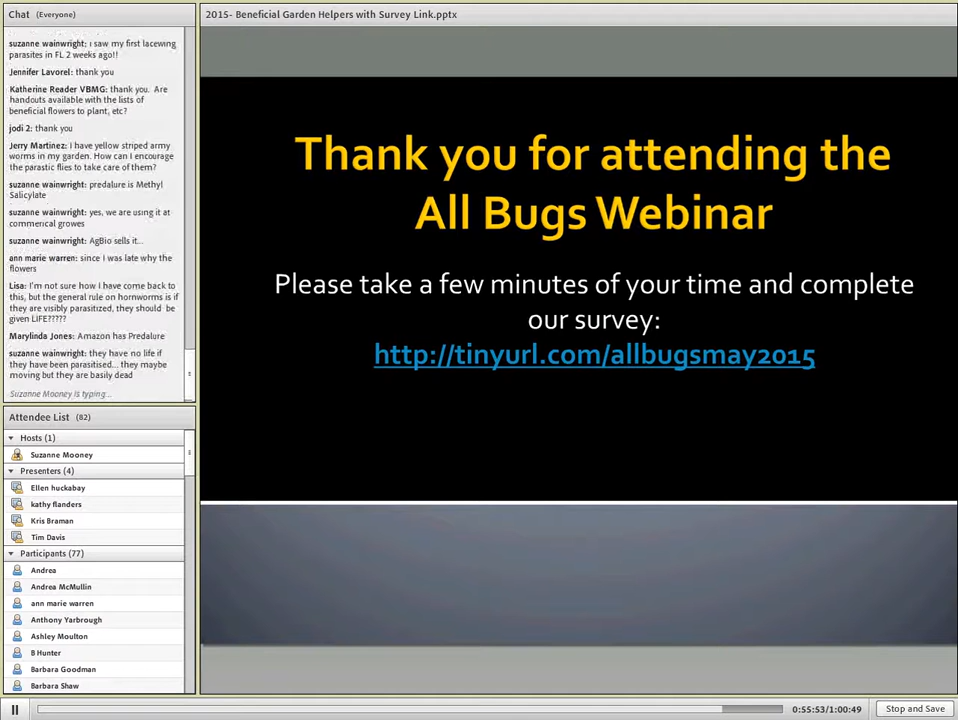 Chat (Everyone)
suzanne wainwright: i saw my first lacewing
parasites in FL 2 weeks ago!!
Jennifer Lavorel: thank you
Katherine Reader VBMG: thank you. Are
handouts available with the lists of
beneficial flowers to plant, etc?
jodi 2: thank you
Jerry Martinez: I have yellow striped army
worms in my garden. How can I encourage
the parastic flies to take care of them?
suzanne wainwright: predalure is Methyl
Salicylate
suzanne wainwright: yes, we are using it at
commerical growes
suzanne wainwright: AgBio sells it...
ann marie warren: since I was late why the
flowers
Lisa: I'm not sure how I have come back to
this, but the general rule on hornworms is if
they are visibly parasitized, they should be
given LIFE?????
Marylinda Jones: Amazon has Predalure
suzanne wainwright: they have no life if
they have been parasitised... they maybe
moving but they are basily dead
Suzanne Mooney is typing...
Attendee List (82)
Hosts (1)
Suzanne Mooney
Presenters (4)
Ellen huckabay
kathy flanders
Kris Braman
Tim Davis
Participants (77)
Andrea
Andrea McMullin
ann marie warren
Anthony Yarbrough
Ashley Moulton
B Hunter
Barbara Goodman
Barbara Shaw
2015- Beneficial Garden Helpers with Survey Link.pptx
Thank you for attending the
All Bugs Webinar
Please take a few minutes of your time and complete
our survey:
http://tinyurl.com/allbugsmay2015
0:55:53/1:00:49
Stop and Save